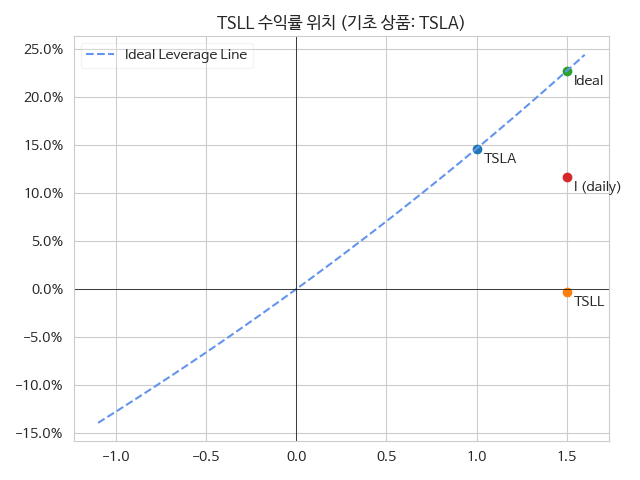 TSLL 수익률 위치 (기초 상품: TSLA)
Ideal Leverage Line
25.0%
20.0%
15.0%
10.0%
5.0%
0.0%
−5.0%
−10.0%
−15.0%
Ideal
TSLA
I (daily)
TSLL
−1.0
−0.5
0.0
0.5
1.0
1.5